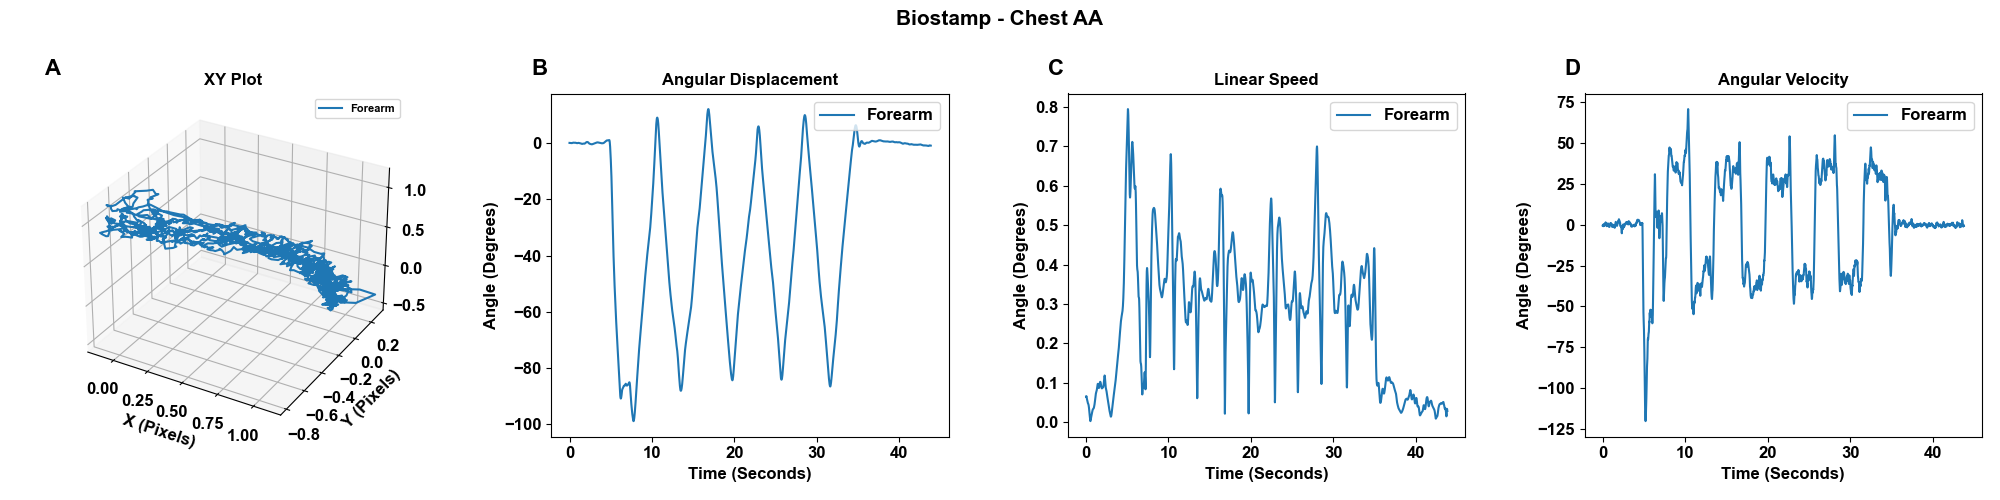 Biostamp - Chest AA
A
XY Plot
Forearm
1.0
0.5
0.0
−0.5
0.00
0.25
0.50
0.75
1.00
X (Pixels)
0.2
0.0
−0.2
−0.4
−0.6
−0.8
Y (Pixels)
B
Angular Displacement
Forearm
Angle (Degrees)
0
−20
−40
−60
−80
−100
0 10 20 30 40
Time (Seconds)
C
Linear Speed
Forearm
Angle (Degrees)
0.8
0.7
0.6
0.5
0.4
0.3
0.2
0.1
0.0
0 10 20 30 40
Time (Seconds)
D
Angular Velocity
Forearm
Angle (Degrees)
75
50
25
0
−25
−50
−75
−100
−125
0 10 20 30 40
Time (Seconds)